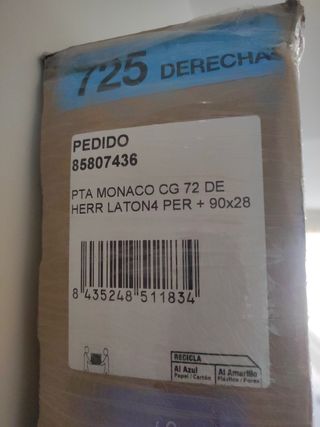 725 DERECHA
PEDIDO
85807436
PTA MONACO CG 72 DE
HERR LATON4 PER + 90x28
8 435248 511834
RECICLA
Al Azul
Papel / Cartón
Al Amarillo
Plástico / Porex